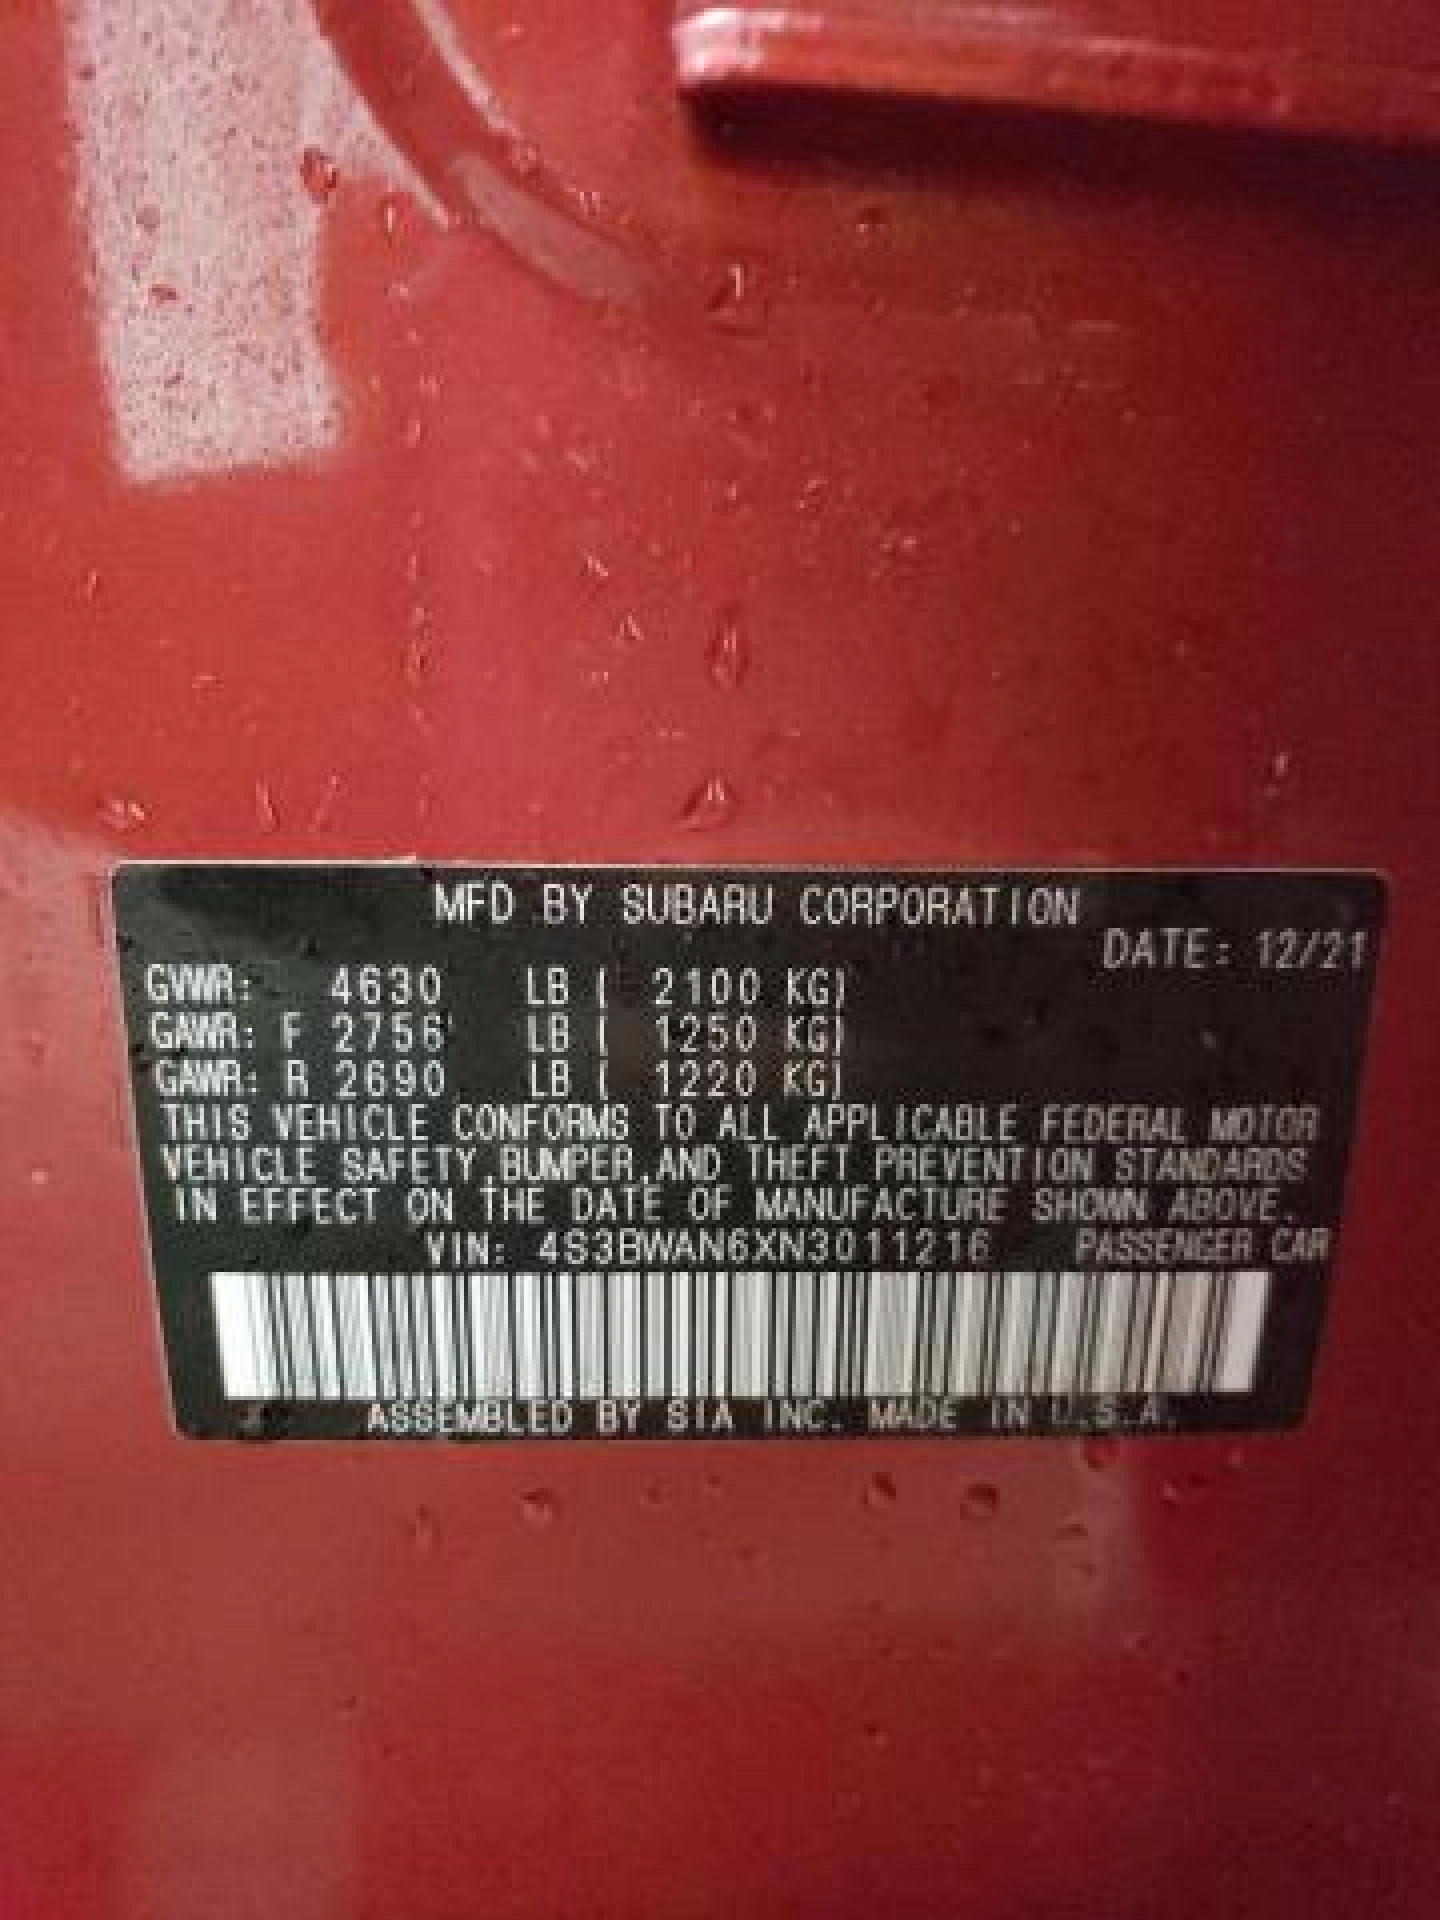 MFD BY SUBARU CORPORATION
DATE: 12/21
GVWR: 4630 LB ( 2100 KG)
GAWR: F 2756 LB ( 1250 KG)
GAWR: R 2690 LB ( 1220 KG)
THIS VEHICLE CONFORMS TO ALL APPLICABLE FEDERAL MOTOR
VEHICLE SAFETY,BUMPER,AND THEFT PREVENTION STANDARDS
IN EFFECT ON THE DATE OF MANUFACTURE SHOWN ABOVE.
VIN: 4S3BWAN6XN3011216 PASSENGER CAR
ASSEMBLED BY SIA INC. MADE IN U.S.A.